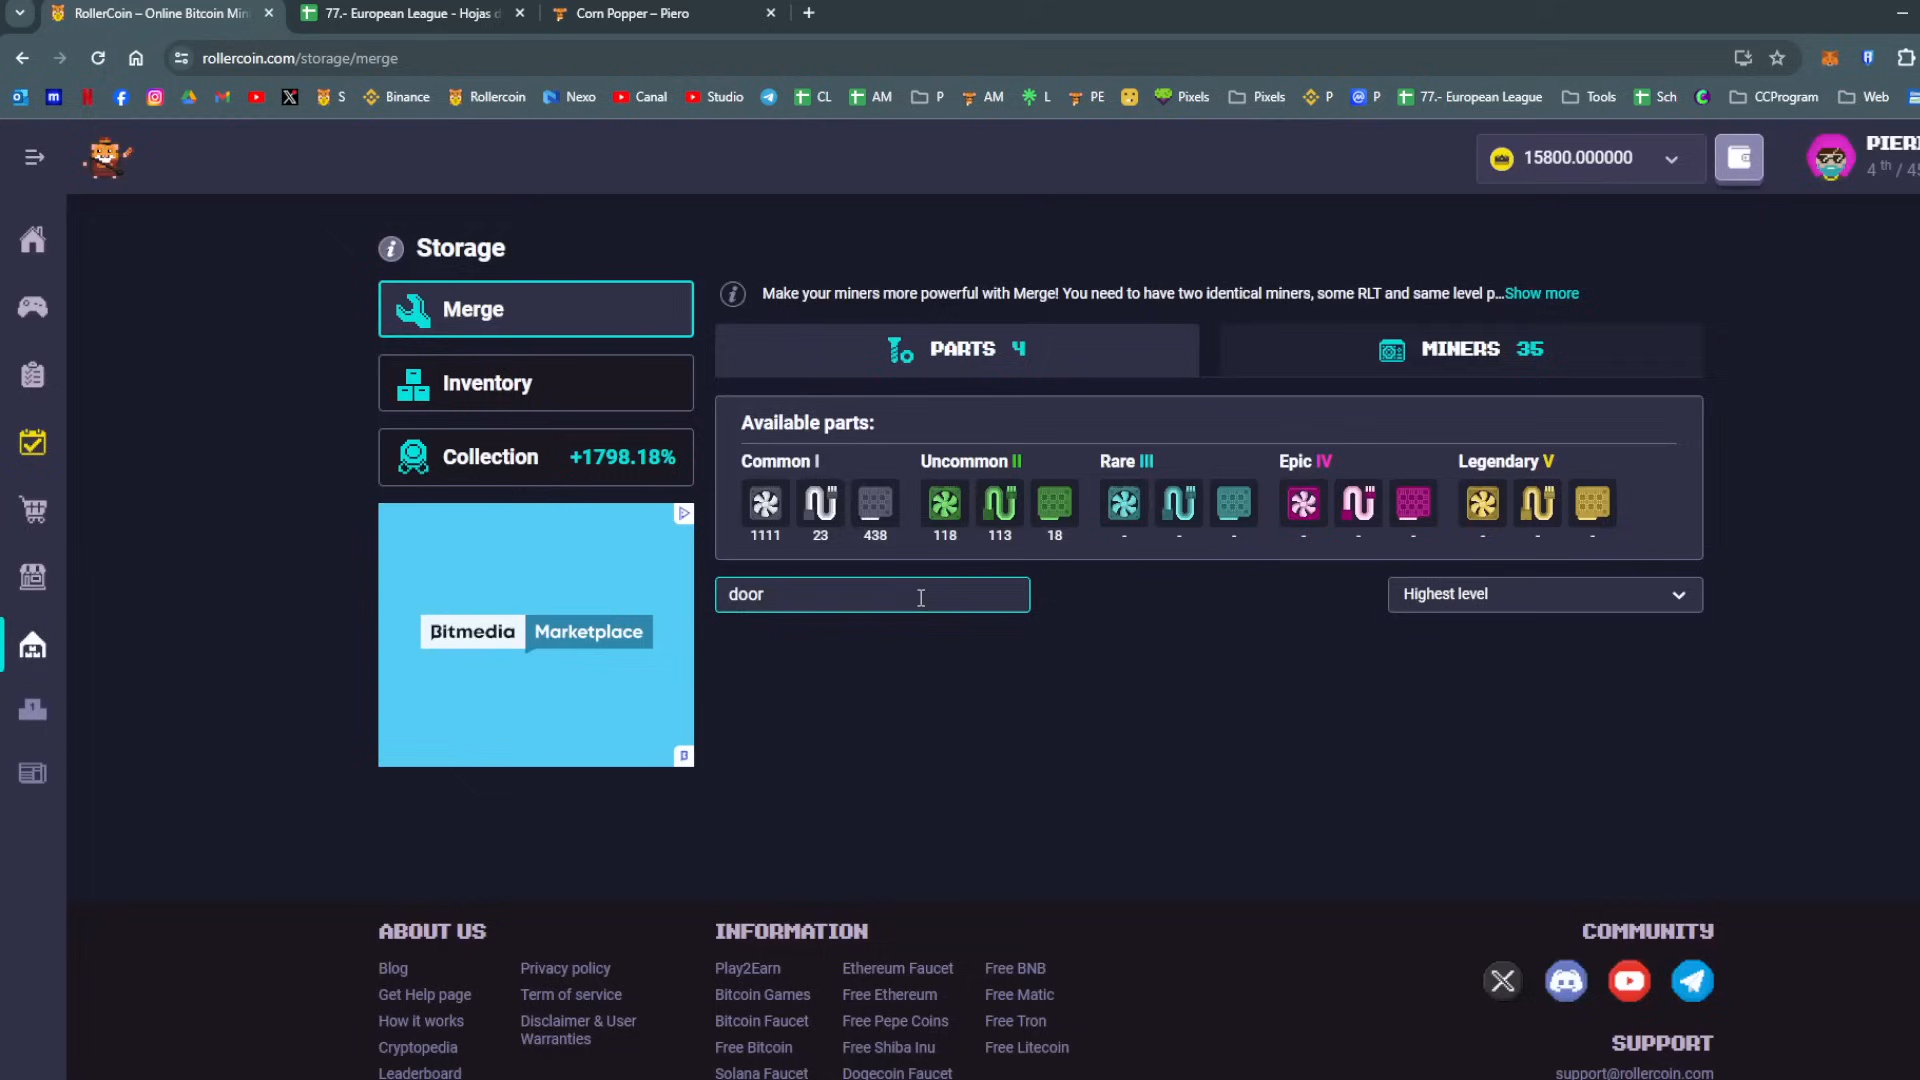 RollerCoin – Online Bitcoin Min
77.- European League - Hojas d
Corn Popper – Piero
rollercoin.com/storage/merge
S
Binance
Rollercoin
Nexo
Canal
Studio
CL
AM
P
AM
L
PE
Pixels
Pixels
P
P
77.- European League
Tools
Sch
CCProgram
Web
15800.000000
PIERI
4 th / 45
Storage
Merge
Inventory
Collection +1798.18%
Make your miners more powerful with Merge! You need to have two identical miners, some RLT and same level p...Show more
PARTS 4
MINERS 35
Available parts:
Common I
Uncommon II
Rare III
Epic IV
Legendary V
1111 23 438 118 113 18 - - - - - - - - -
door
Highest level
Bitmedia Marketplace
ABOUT US
Blog
Get Help page
How it works
Cryptopedia
Leaderboard
Privacy policy
Term of service
Disclaimer & User
Warranties
INFORMATION
Play2Earn
Bitcoin Games
Bitcoin Faucet
Free Bitcoin
Solana Faucet
Ethereum Faucet
Free Ethereum
Free Pepe Coins
Free Shiba Inu
Dogecoin Faucet
Free BNB
Free Matic
Free Tron
Free Litecoin
COMMUNITY
SUPPORT
support@rollercoin.com